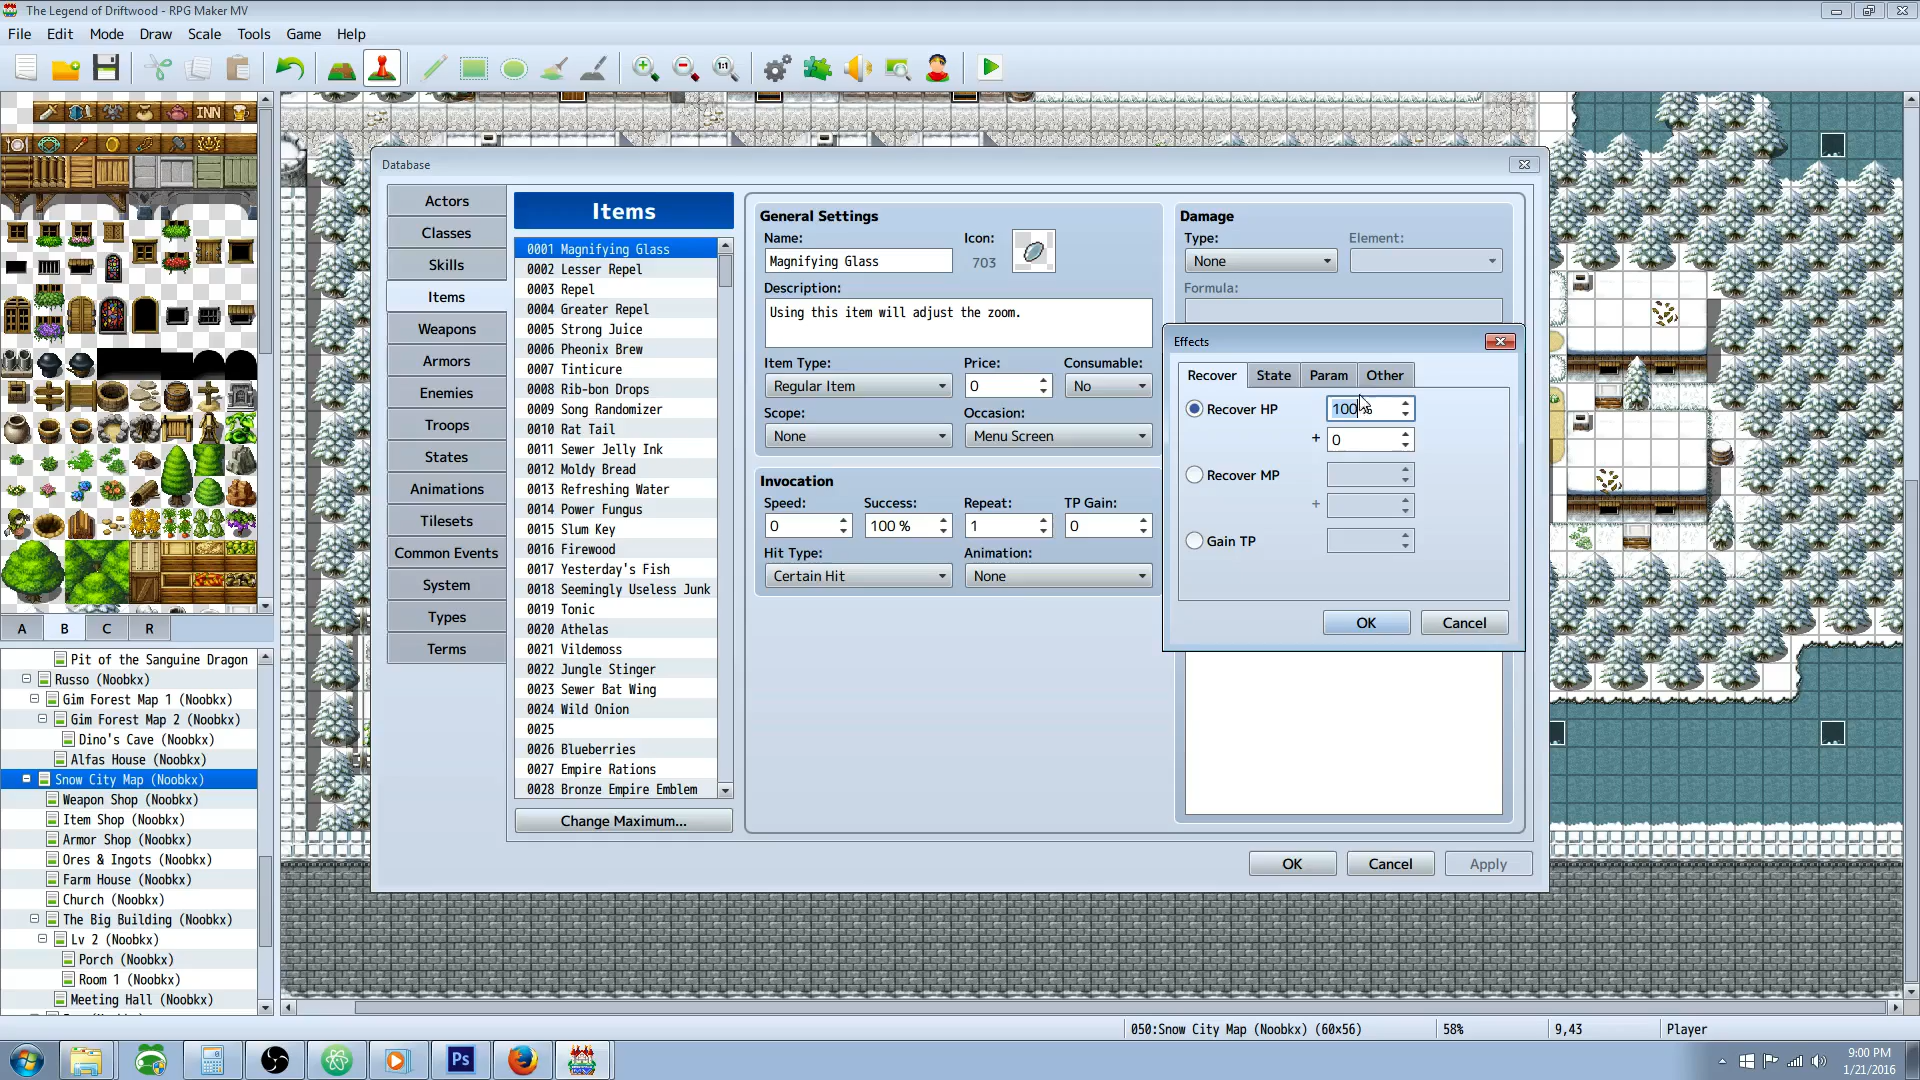 The Legend of Driftwood - RPG Maker MV
File Edit Mode Draw Scale Tools Game Help
1:1
INN
Database
Actors
Classes
Skills
Items
Weapons
Armors
Enemies
Troops
States
Animations
Tilesets
Common Events
System
Types
Terms
Items
0001 Magnifying Glass
0002 Lesser Repel
0003 Repel
0004 Greater Repel
0005 Strong Juice
0006 Pheonix Brew
0007 Tinticure
0008 Rib-bon Drops
0009 Song Randomizer
0010 Rat Tail
0011 Sewer Jelly Ink
0012 Moldy Bread
0013 Refreshing Water
0014 Power Fungus
0015 Slum Key
0016 Firewood
0017 Yesterday's Fish
0018 Seemingly Useless Junk
0019 Tonic
0020 Athelas
0021 Vildemoss
0022 Jungle Stinger
0023 Sewer Bat Wing
0024 Wild Onion
0025
0026 Blueberries
0027 Empire Rations
0028 Bronze Empire Emblem
Change Maximum...
General Settings
Name: Icon:
Magnifying Glass 703
Description:
Using this item will adjust the zoom.
Item Type: Price: Consumable:
Regular Item 0 No
Scope: Occasion:
None Menu Screen
Invocation
Speed: Success: Repeat: TP Gain:
0 100 % 1 0
Hit Type: Animation:
Certain Hit None
Damage
Type: Element:
None
Formula:
Effects
Recover State Param Other
Recover HP 100 %
+ 0
Recover MP
+
Gain TP
OK Cancel
OK Cancel Apply
A B C R
Pit of the Sanguine Dragon
Russo (Noobkx)
Gim Forest Map 1 (Noobkx)
Gim Forest Map 2 (Noobkx)
Dino's Cave (Noobkx)
Alfas House (Noobkx)
Snow City Map (Noobkx)
Weapon Shop (Noobkx)
Item Shop (Noobkx)
Armor Shop (Noobkx)
Ores & Ingots (Noobkx)
Farm House (Noobkx)
Church (Noobkx)
The Big Building (Noobkx)
Lv 2 (Noobkx)
Porch (Noobkx)
Room 1 (Noobkx)
Meeting Hall (Noobkx)
050:Snow City Map (Noobkx) (60x56) 58% 9,43 Player
Ps
9:00 PM
1/21/2016